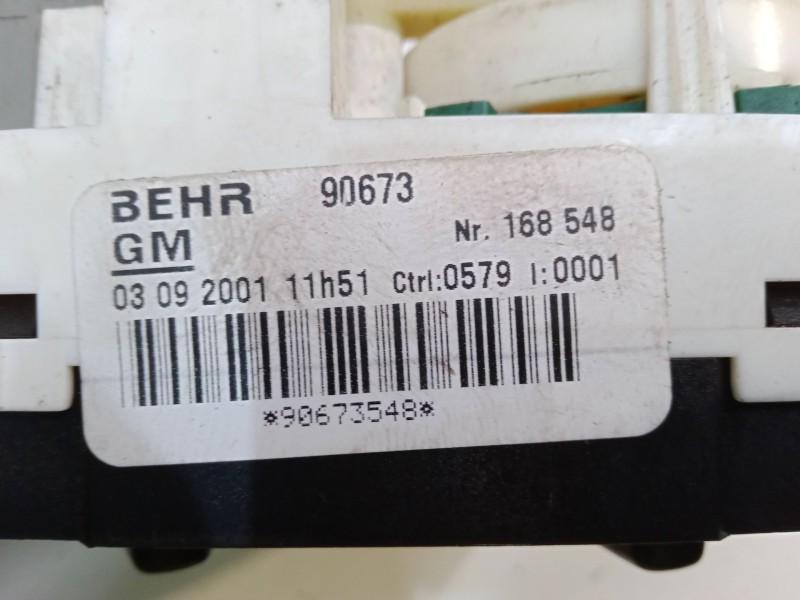 BEHR 90673
GM Nr. 168 548
03 09 2001 11h51 Ctrl:0579 I:0001
*90673548*